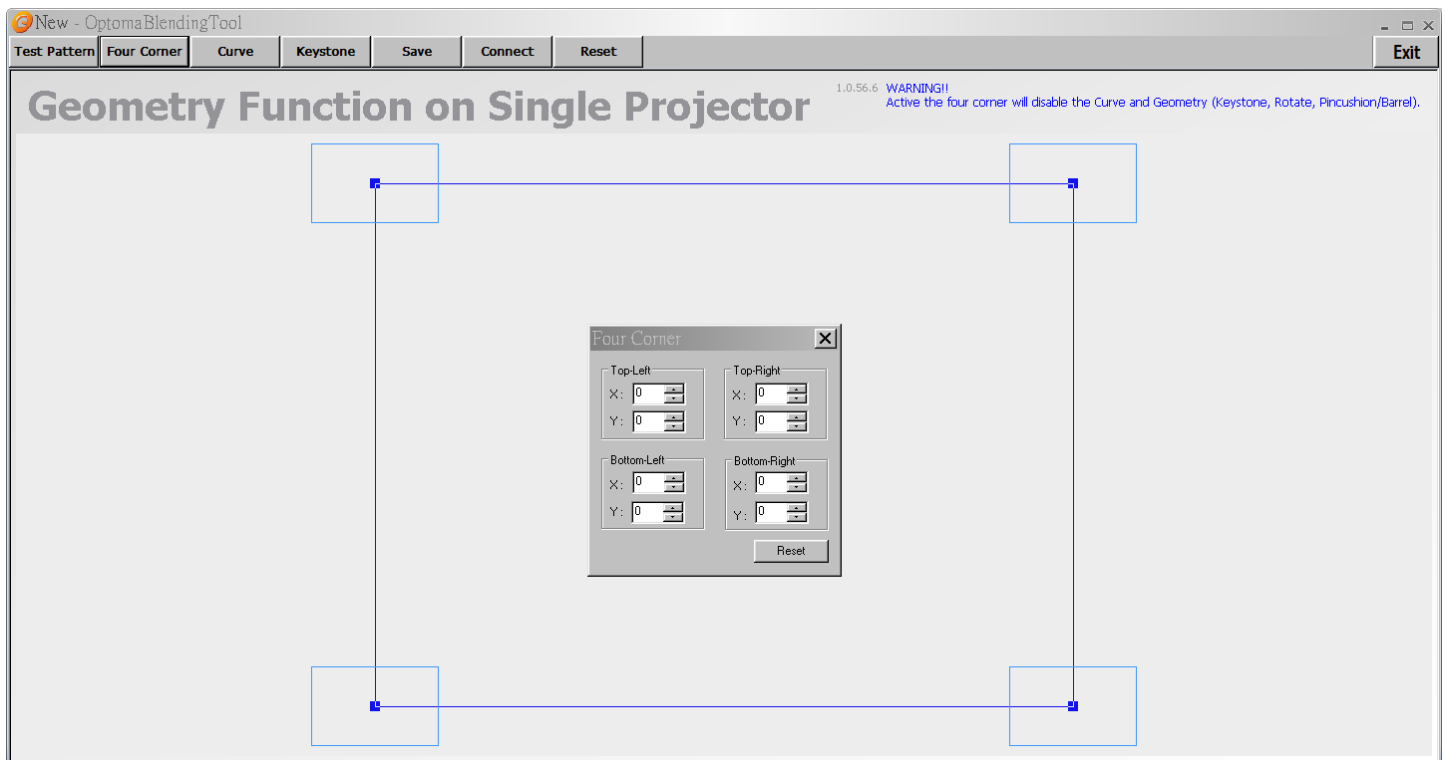 New - OptomaBlendingTool
Test Pattern Four Corner Curve Keystone Save Connect Reset Exit
Geometry Function on Single Projector
1.0.56.6 WARNING!!
Active the four corner will disable the Curve and Geometry (Keystone, Rotate, Pincushion/Barrel).
Four Corner
Top-Left Top-Right
X: 0 X: 0
Y: 0 Y: 0
Bottom-Left Bottom-Right
X: 0 X: 0
Y: 0 Y: 0
Reset